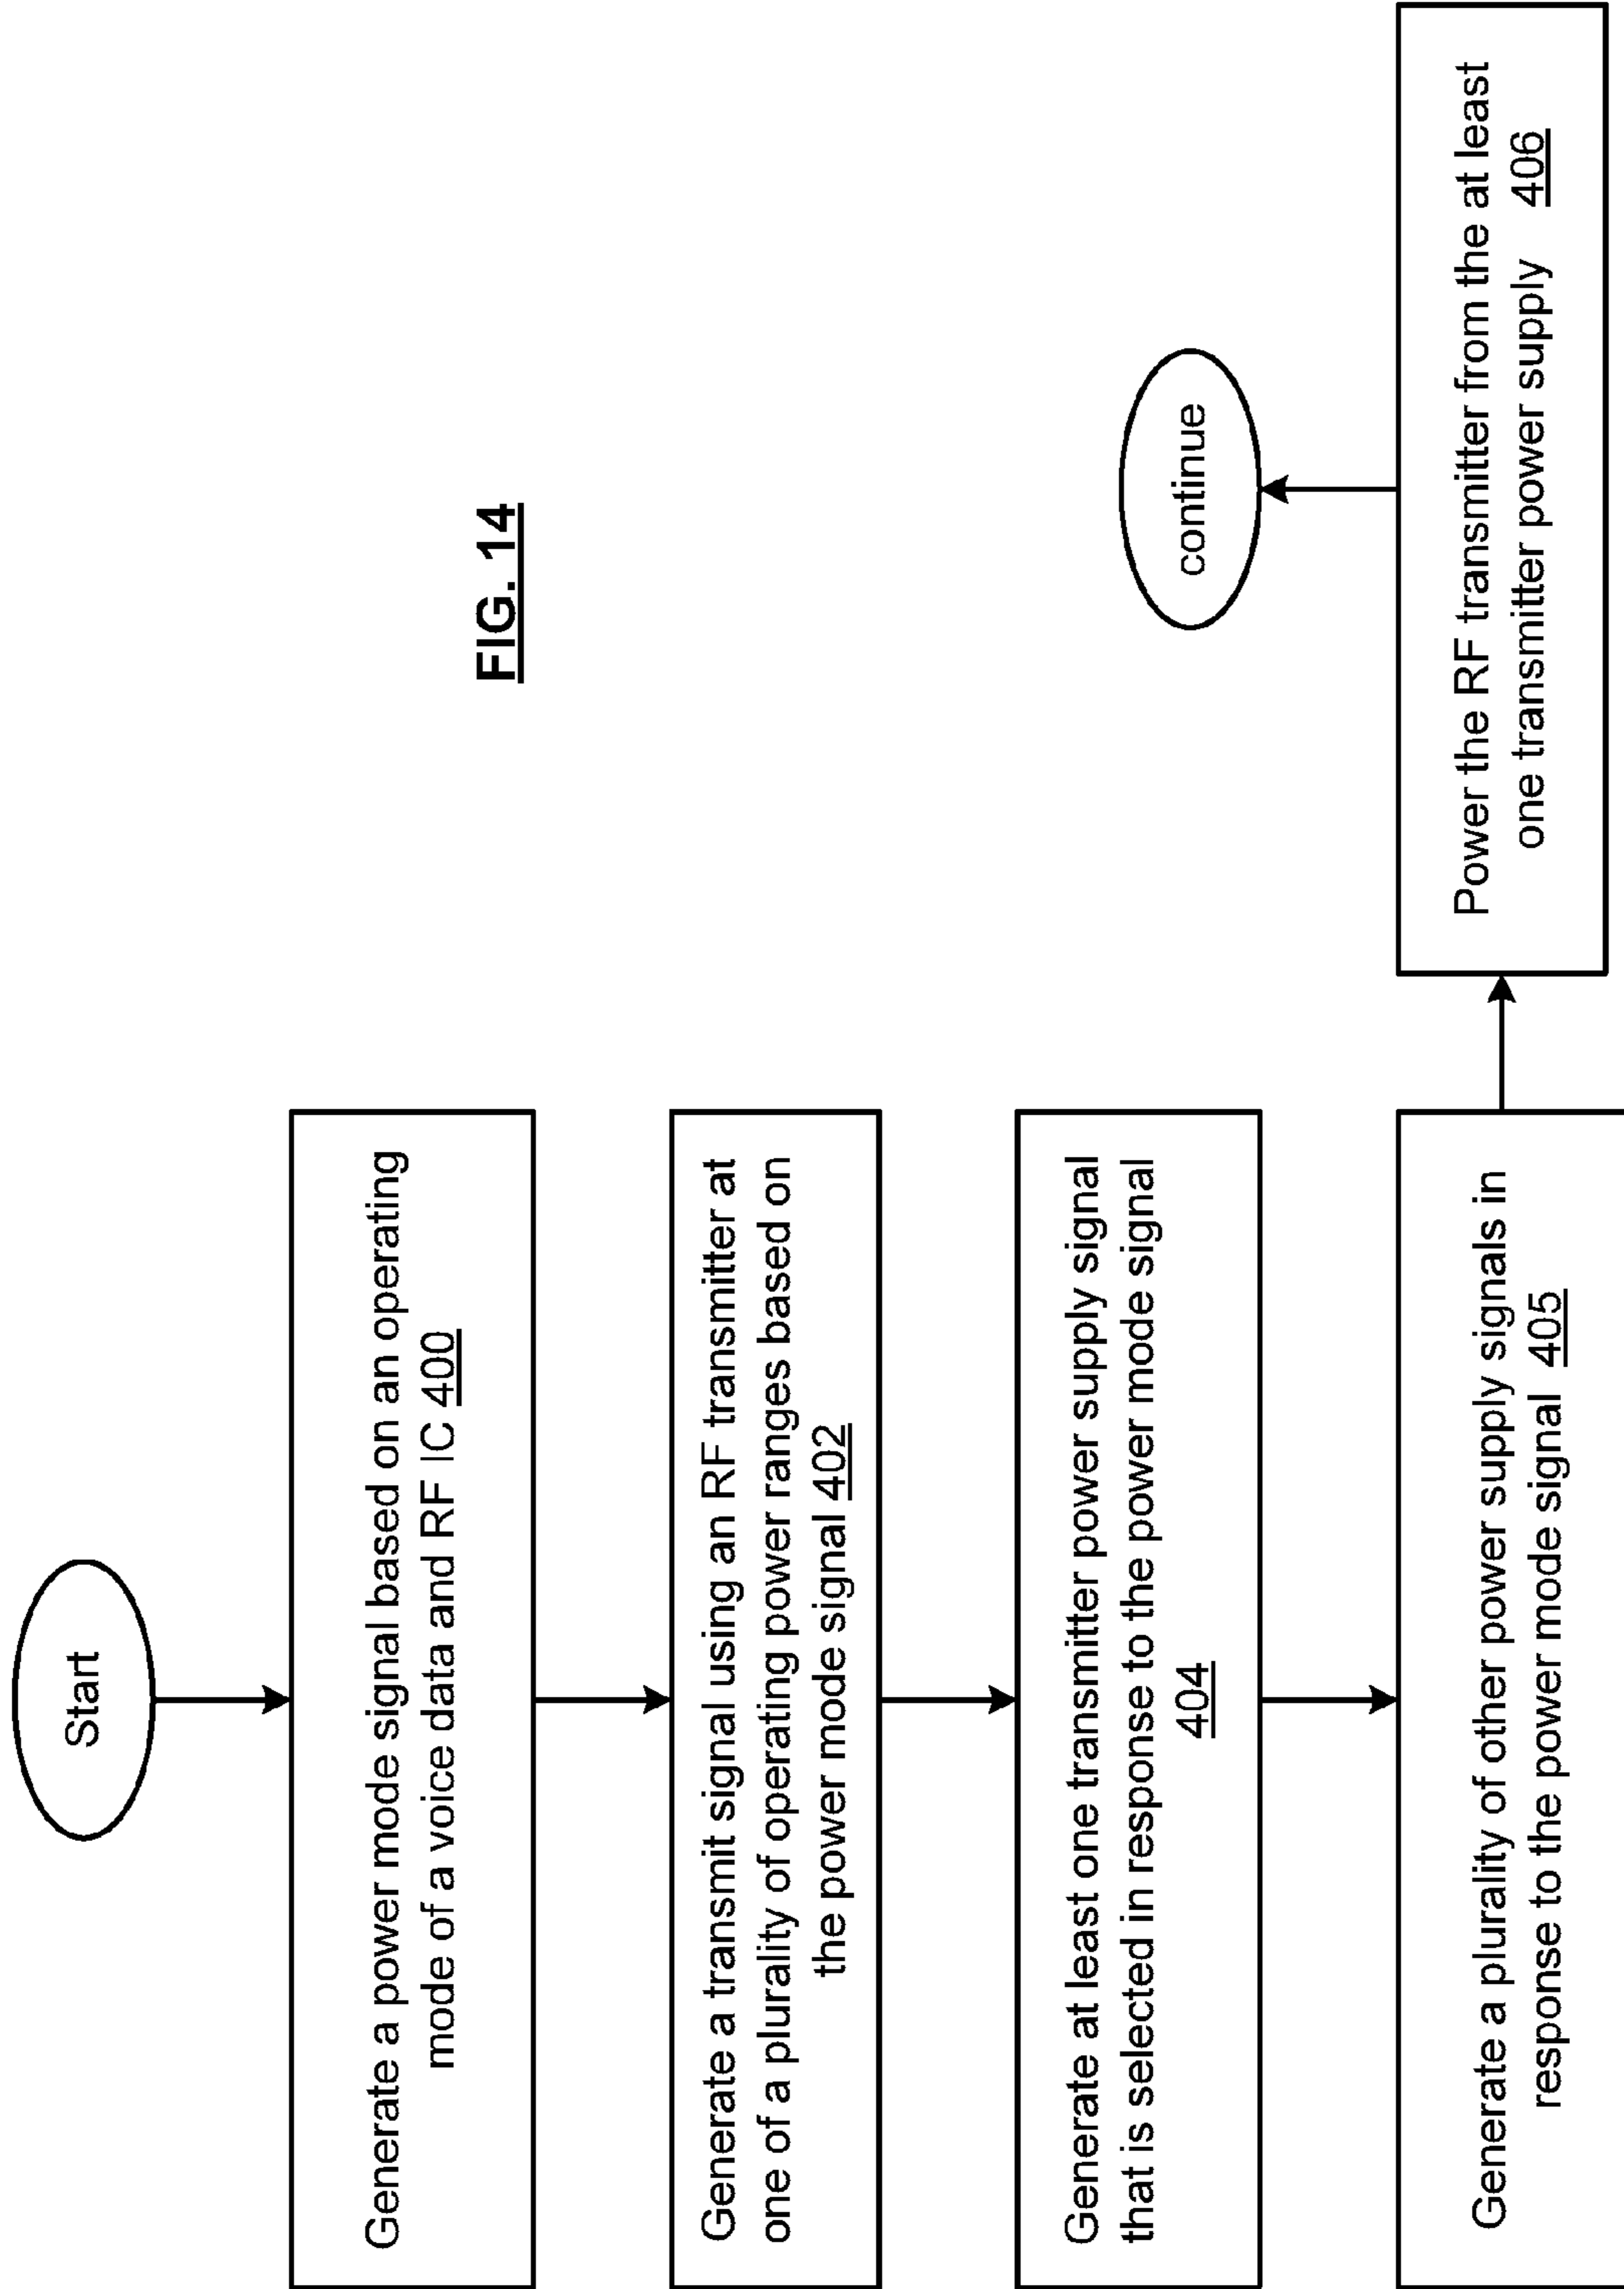 Start
Generate a power mode signal based on an operating
mode of a voice data and RF IC 400
Generate a transmit signal using an RF transmitter at
one of a plurality of operating power ranges based on
the power mode signal 402
Generate at least one transmitter power supply signal
that is selected in response to the power mode signal
404
Generate a plurality of other power supply signals in
response to the power mode signal 405
Power the RF transmitter from the at least
one transmitter power supply 406
continue
FIG. 14